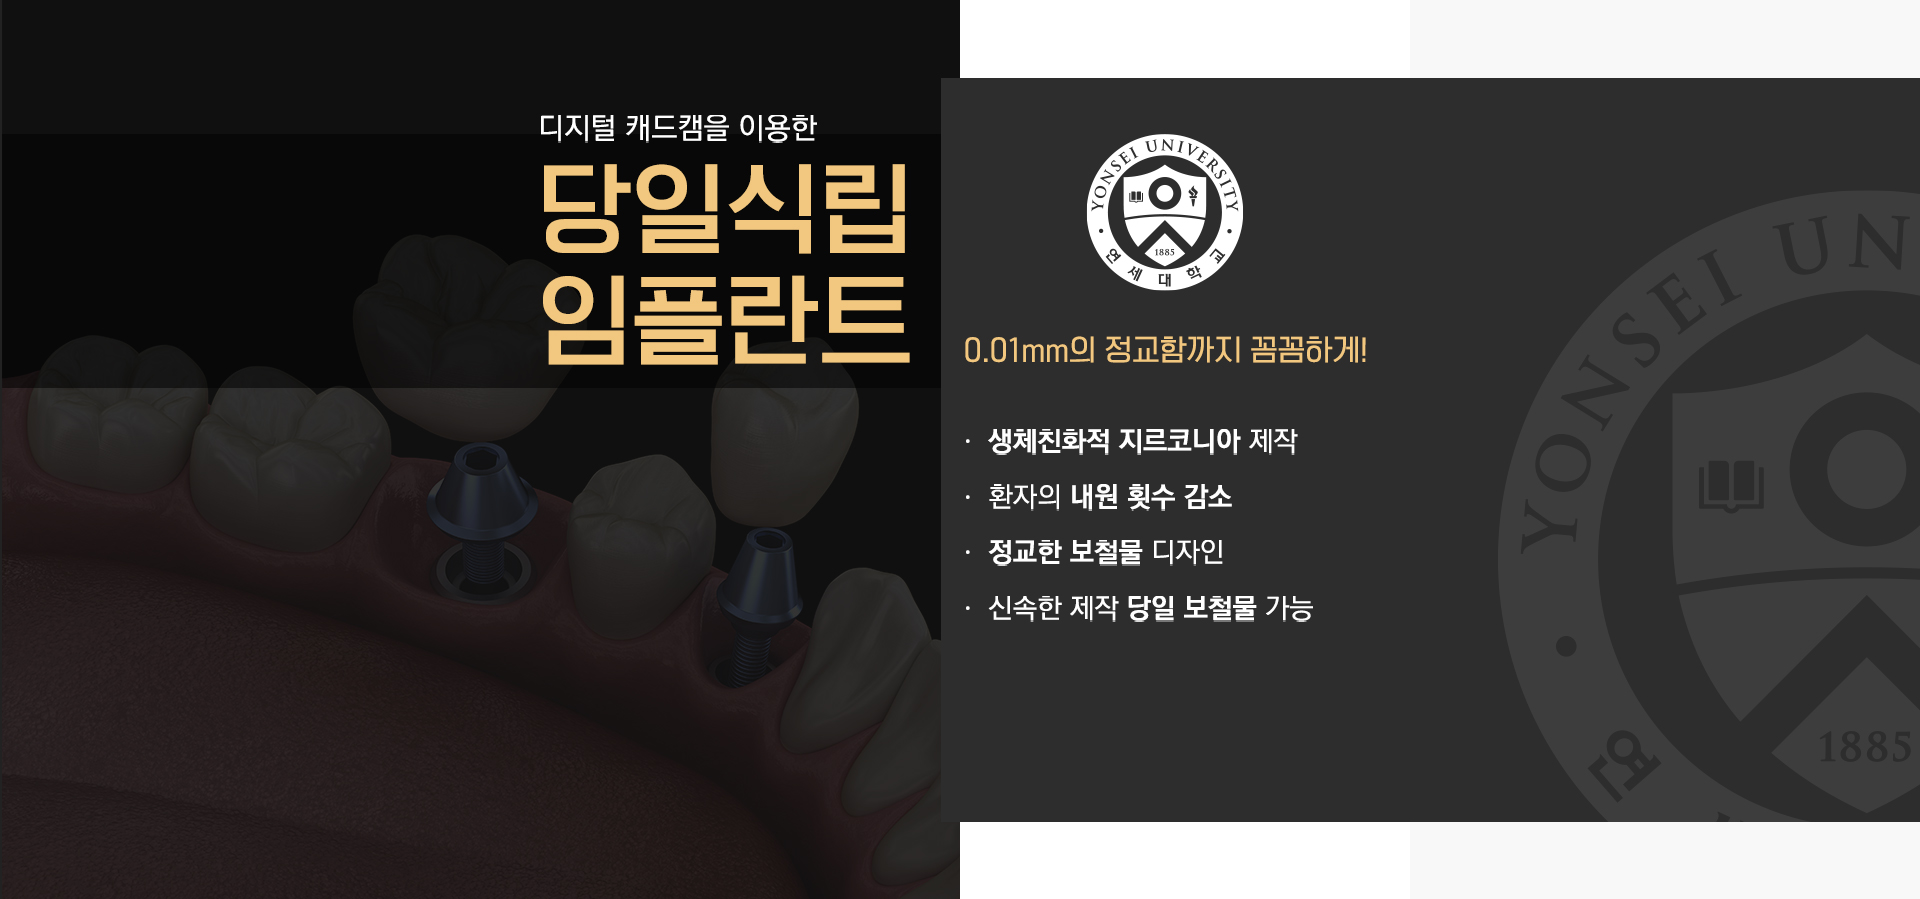 디지털 캐드캠을 이용한
당일식립
임플란트
YONSEI UNIVERSITY
1885
연세대학교
0.01mm의 정교함까지 꼼꼼하게!
· 생체친화적 지르코니아 제작
· 환자의 내원 횟수 감소
· 정교한 보철물 디자인
· 신속한 제작 당일 보철물 가능
YONSEI UN
1885
연